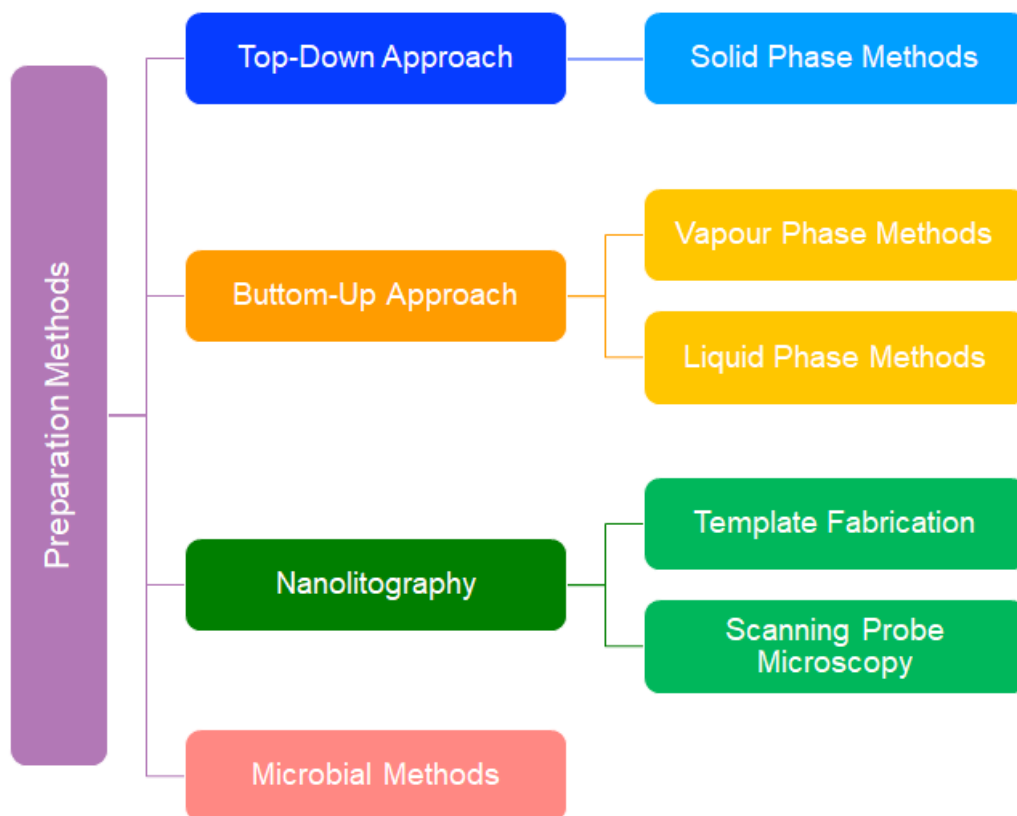 Preparation Methods
Top-Down Approach
Solid Phase Methods
Buttom-Up Approach
Vapour Phase Methods
Liquid Phase Methods
Nanolitography
Template Fabrication
Scanning Probe
Microscopy
Microbial Methods